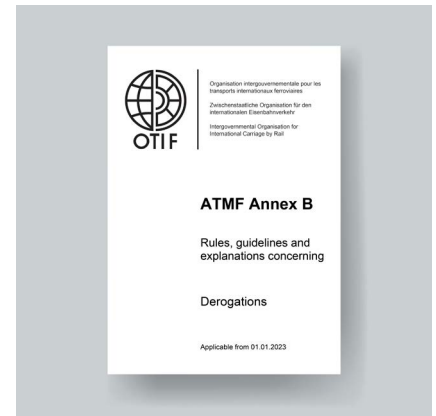 OTIF
Organisation intergouvernementale pour les
transports internationaux ferroviaires
Zwischenstaatliche Organisation für den
internationalen Eisenbahnverkehr
Intergovernmental Organisation for
International Carriage by Rail
ATMF Annex B
Rules, guidelines and
explanations concerning
Derogations
Applicable from 01.01.2023